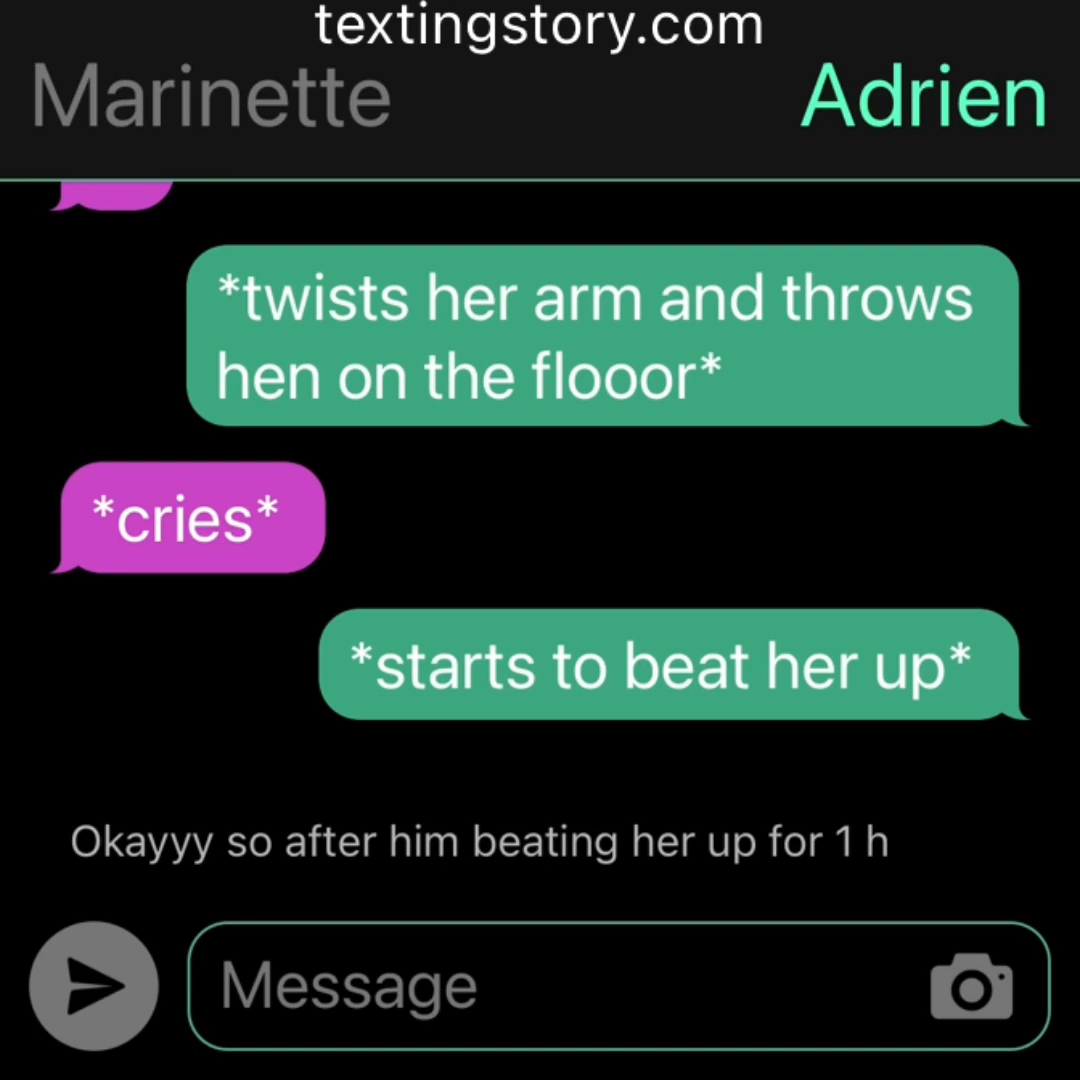 textingstory.com
Marinette
Adrien
*twists her arm and throws
hen on the flooor*
*cries*
*starts to beat her up*
Okayyy so after him beating her up for 1 h
Message